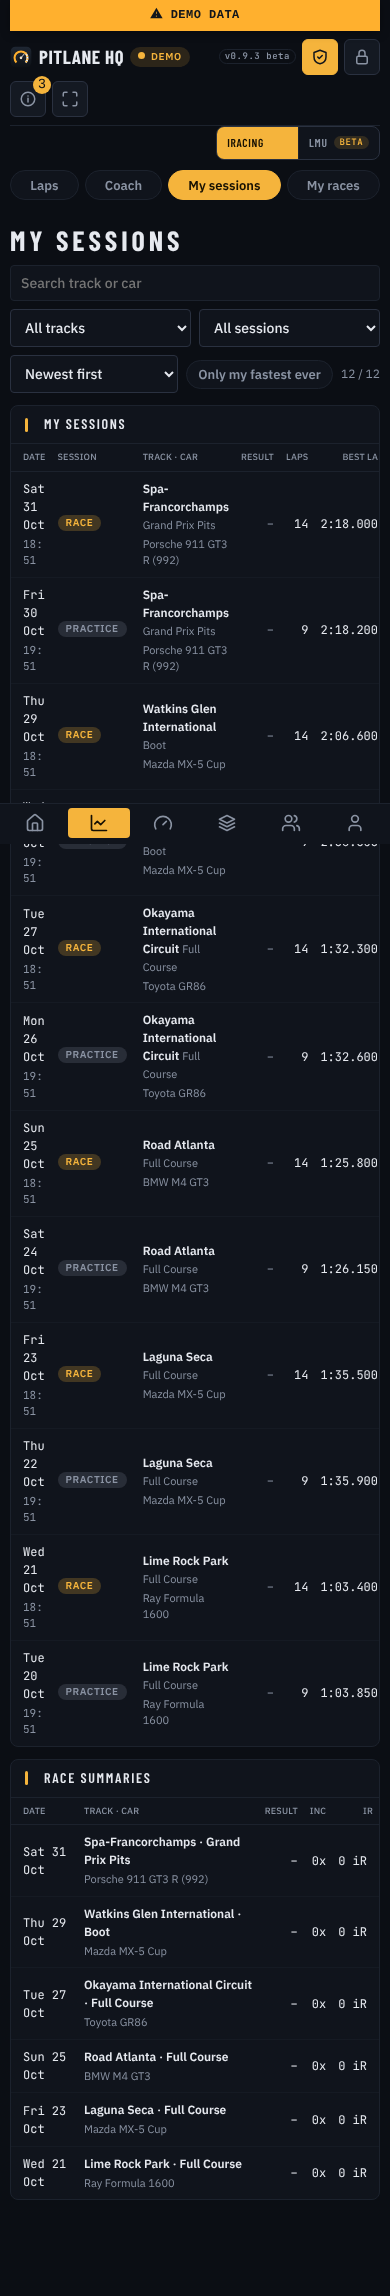 DEMO DATA
PITLANE HQ
DEMO
v0.9.3 beta
3
IRACING
LMU BETA
Laps
Coach
My sessions
My races
MY SESSIONS
Search track or car
All tracks
All sessions
Newest first
Only my fastest ever
12 / 12
MY SESSIONS
DATE SESSION TRACK · CAR RESULT LAPS BEST LA
Sat
31
Oct
18:
51
RACE
Spa-
Francorchamps
Grand Prix Pits
Porsche 911 GT3
R (992)
– 14 2:18.000
Fri
30
Oct
19:
51
PRACTICE
Spa-
Francorchamps
Grand Prix Pits
Porsche 911 GT3
R (992)
– 9 2:18.200
Thu
29
Oct
18:
51
RACE
Watkins Glen
International
Boot
Mazda MX-5 Cup
– 14 2:06.600
19:
51
Boot
Mazda MX-5 Cup
Tue
27
Oct
18:
51
RACE
Okayama
International
Circuit Full
Course
Toyota GR86
– 14 1:32.300
Mon
26
Oct
19:
51
PRACTICE
Okayama
International
Circuit Full
Course
Toyota GR86
– 9 1:32.600
Sun
25
Oct
18:
51
RACE
Road Atlanta
Full Course
BMW M4 GT3
– 14 1:25.800
Sat
24
Oct
19:
51
PRACTICE
Road Atlanta
Full Course
BMW M4 GT3
– 9 1:26.150
Fri
23
Oct
18:
51
RACE
Laguna Seca
Full Course
Mazda MX-5 Cup
– 14 1:35.500
Thu
22
Oct
19:
51
PRACTICE
Laguna Seca
Full Course
Mazda MX-5 Cup
– 9 1:35.900
Wed
21
Oct
18:
51
RACE
Lime Rock Park
Full Course
Ray Formula
1600
– 14 1:03.400
Tue
20
Oct
19:
51
PRACTICE
Lime Rock Park
Full Course
Ray Formula
1600
– 9 1:03.850
RACE SUMMARIES
DATE TRACK · CAR RESULT INC IR
Sat 31
Oct
Spa-Francorchamps · Grand
Prix Pits
Porsche 911 GT3 R (992)
– 0x 0 iR
Thu 29
Oct
Watkins Glen International ·
Boot
Mazda MX-5 Cup
– 0x 0 iR
Tue 27
Oct
Okayama International Circuit
· Full Course
Toyota GR86
– 0x 0 iR
Sun 25
Oct
Road Atlanta · Full Course
BMW M4 GT3
– 0x 0 iR
Fri 23
Oct
Laguna Seca · Full Course
Mazda MX-5 Cup
– 0x 0 iR
Wed 21
Oct
Lime Rock Park · Full Course
Ray Formula 1600
– 0x 0 iR